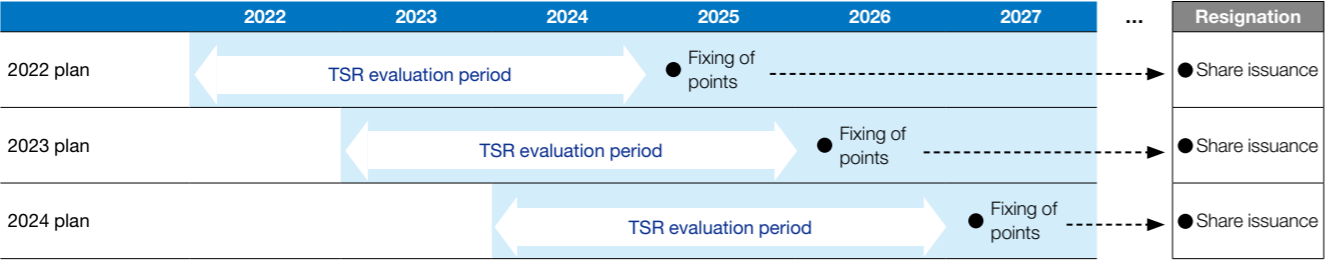 2022 2023 2024 2025 2026 2027 ... Resignation
2022 plan TSR evaluation period Fixing of
points Share issuance
2023 plan TSR evaluation period Fixing of
points Share issuance
2024 plan TSR evaluation period Fixing of
points Share issuance